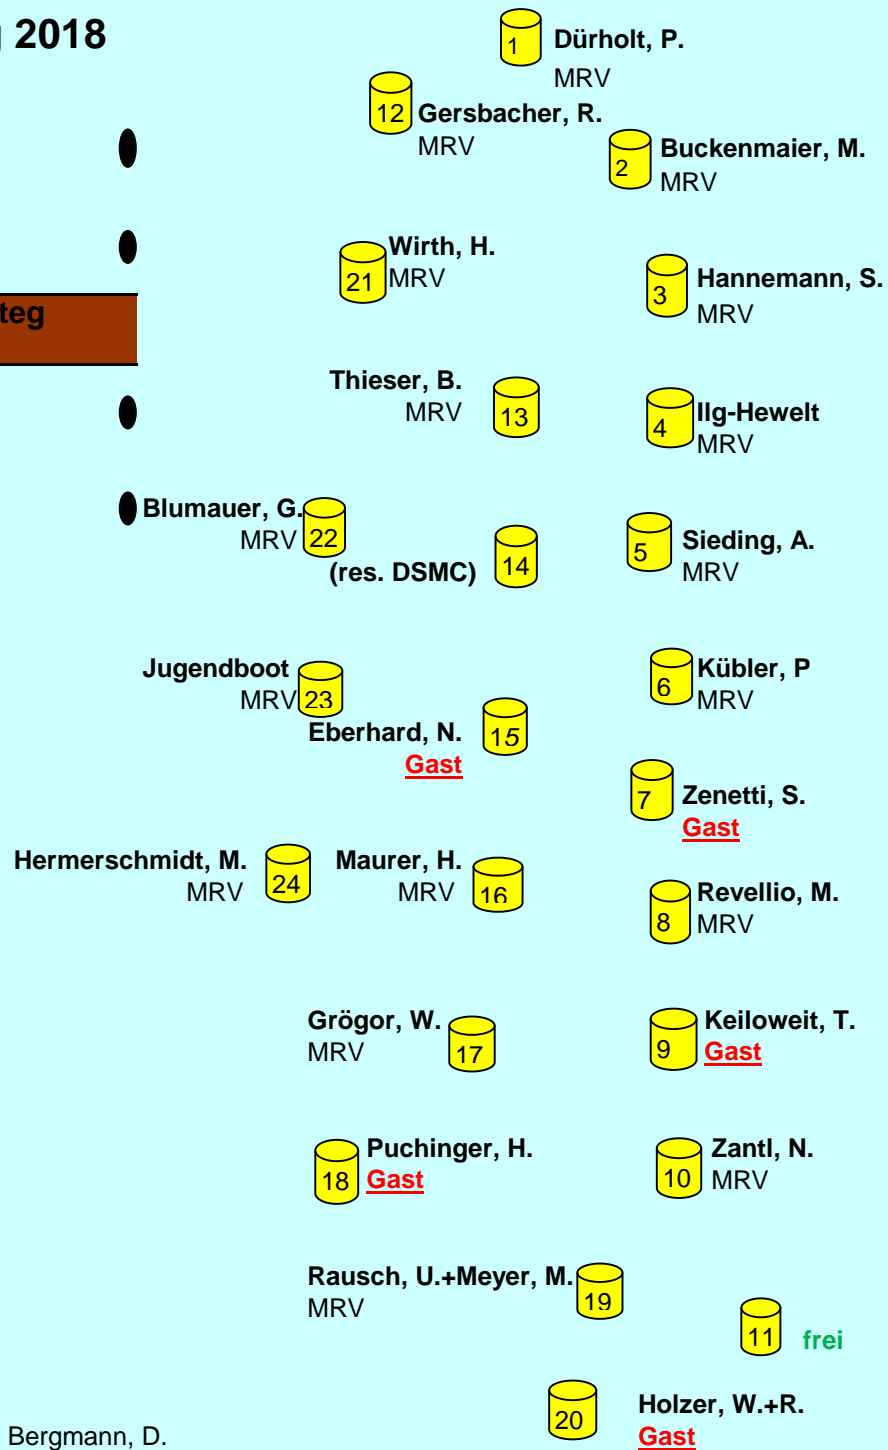 g 2018
1
Dürholt, P.
MRV
12
Gersbacher, R.
MRV
2
Buckenmaier, M.
MRV
21
Wirth, H.
MRV
3
Hannemann, S.
MRV
teg
Thieser, B.
MRV
13
4
Ilg-Hewelt
MRV
Blumauer, G.
MRV
22
(res. DSMC)
14
5
Sieding, A.
MRV
Jugendboot
MRV
23
Eberhard, N.
Gast
15
6
Kübler, P
MRV
7
Zenetti, S.
Gast
Hermerschmidt, M.
MRV
24
Maurer, H.
MRV
16
8
Revellio, M.
MRV
Grögor, W.
MRV
17
9
Keiloweit, T.
Gast
18
Puchinger, H.
Gast
10
Zantl, N.
MRV
Rausch, U.+Meyer, M.
MRV
19
11
frei
20
Holzer, W.+R.
Gast
Bergmann, D.